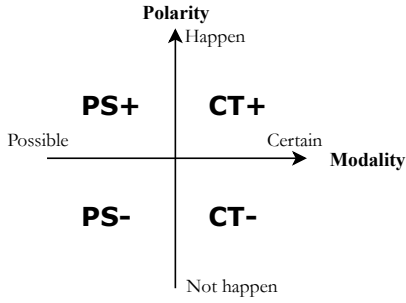 Polarity
Happen
PS+ CT+
Possible Certain
Modality
PS- CT-
Not happen